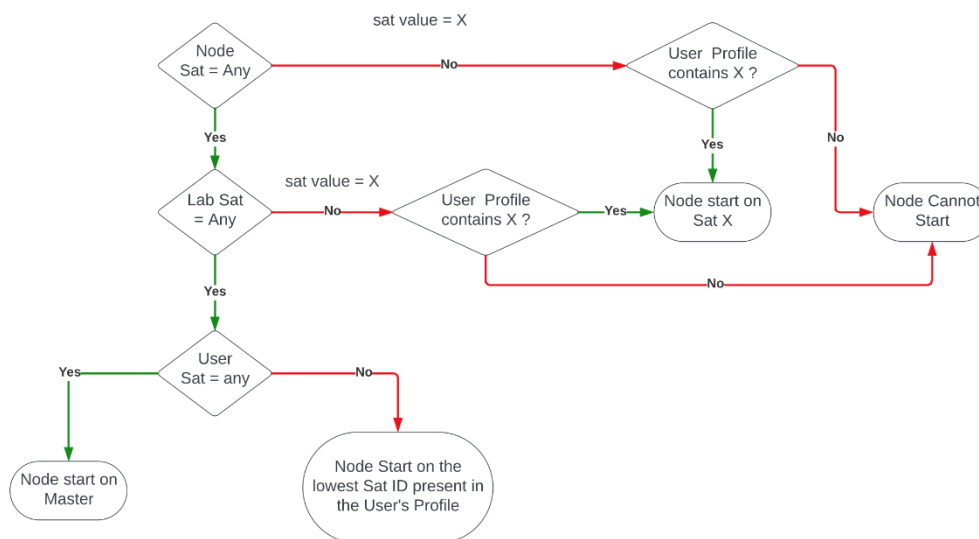 sat value = X
Node
Sat = Any
No
User Profile
contains X ?
Yes
No
Yes
Lab Sat
= Any
sat value = X
No
User Profile
contains X ?
Yes
Node start on
Sat X
Node Cannot
Start
No
Yes
User
Sat = any
Yes
No
Node start on
Master
Node Start on the
lowest Sat ID present in
the User's Profile